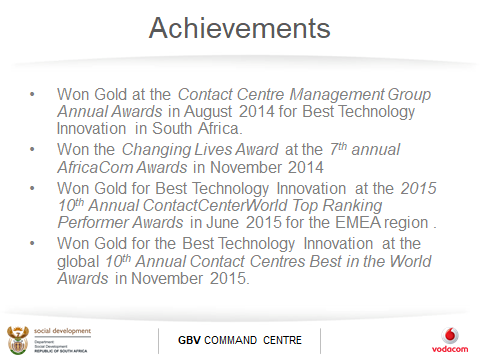 Achievements
• Won Gold at the Contact Centre Management Group
Annual Awards in August 2014 for Best Technology
Innovation in South Africa.
• Won the Changing Lives Award at the 7th annual
AfricaCom Awards in November 2014
• Won Gold for Best Technology Innovation at the 2015
10th Annual ContactCenterWorld Top Ranking
Performer Awards in June 2015 for the EMEA region .
• Won Gold for the Best Technology Innovation at the
global 10th Annual Contact Centres Best in the World
Awards in November 2015.
social development
Department:
Social Development
REPUBLIC OF SOUTH AFRICA
GBV COMMAND CENTRE
vodacom